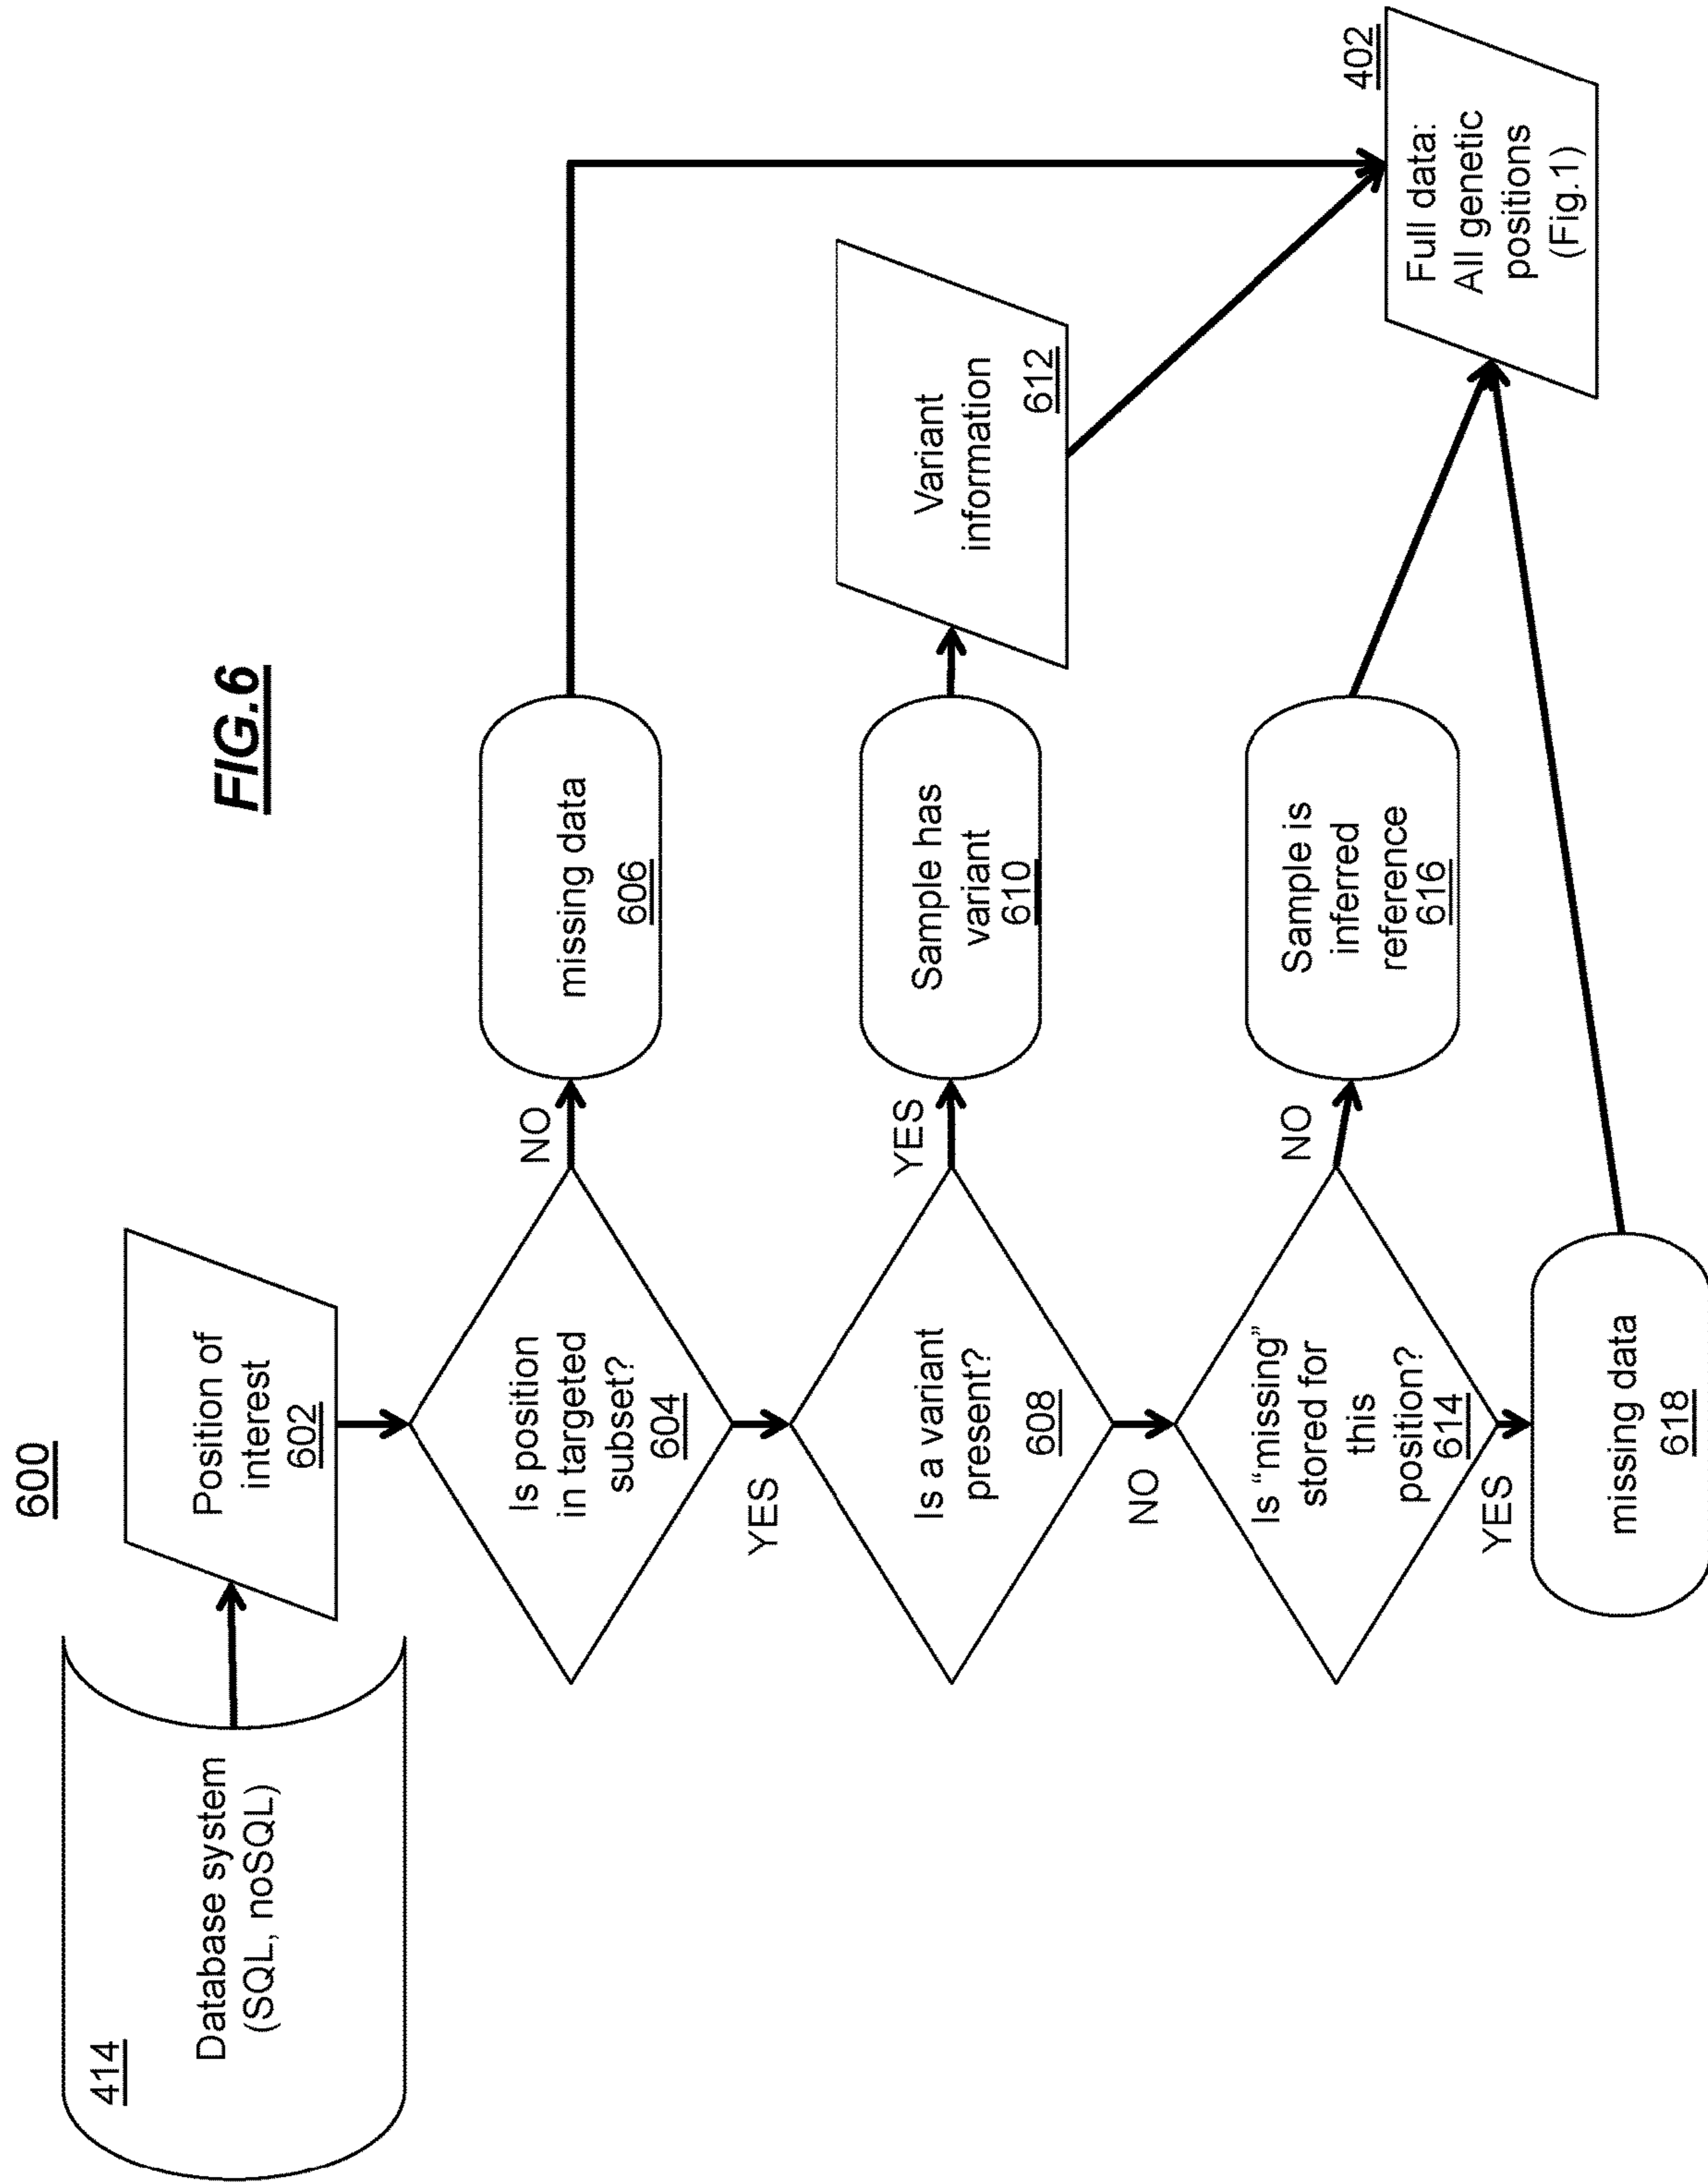 600
FIG.6
414
Database system
(SQL, noSQL)
Position of
interest
602
Is position
in targeted
subset?
604
NO
missing data
606
YES
Is a variant
present?
608
YES
Sample has
variant
610
Variant
information
612
NO
Is “missing”
stored for
this
position?
614
NO
Sample is
inferred
reference
616
YES
missing data
618
402
Full data:
All genetic
positions
(Fig.1)